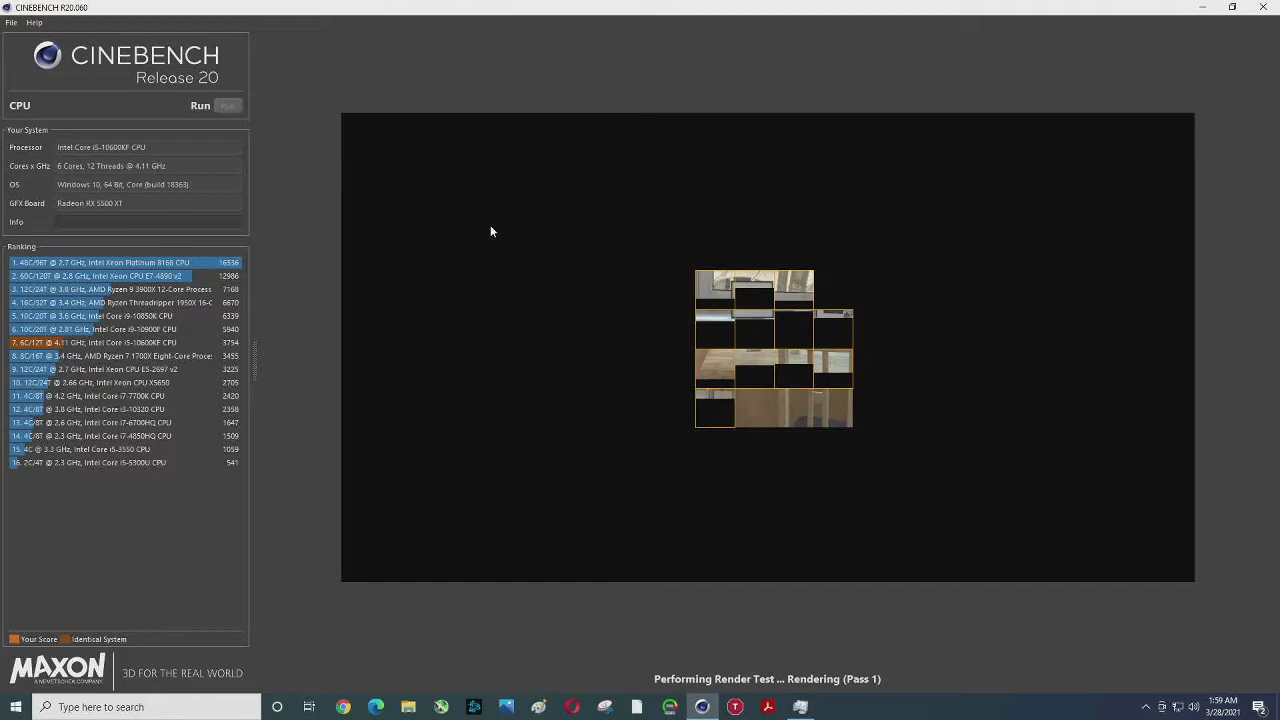 CINEBENCH R20.060
File Help
CINEBENCH
Release 20
CPU Run Run
Your System
Processor Intel Core i5-10600KF CPU
Cores x GHz 6 Cores, 12 Threads @ 4.11 GHz
OS Windows 10, 64 Bit, Core (build 18363)
GFX Board Radeon RX 5500 XT
Info
Ranking
1. 48C/96T @ 2.7 GHz, Intel Xeon Platinum 8168 CPU 16536
2. 60C/120T @ 2.8 GHz, Intel Xeon CPU E7-4890 v2 12986
3. 12C/24T @ 3.8 GHz, AMD Ryzen 9 3900X 12-Core Process 7168
4. 16C/32T @ 3.4 GHz, AMD Ryzen Threadripper 1950X 16-C 6670
5. 10C/20T @ 3.6 GHz, Intel Core i9-10850K CPU 6339
6. 10C/20T @ 2.81 GHz, Intel Core i9-10900F CPU 5940
7. 6C/12T @ 4.11 GHz, Intel Core i5-10600KF CPU 3754
8. 8C/16T @ 3.4 GHz, AMD Ryzen 7 1700X Eight-Core Proce: 3455
9. 12C/24T @ 2.7 GHz, Intel Xeon CPU E5-2697 v2 3225
10. 12C/24T @ 2.66 GHz, Intel Xeon CPU X5650 2705
11. 4C/8T @ 4.2 GHz, Intel Core i7-7700K CPU 2420
12. 4C/8T @ 3.8 GHz, Intel Core i3-10320 CPU 2358
13. 4C/8T @ 2.6 GHz, Intel Core i7-6700HQ CPU 1647
14. 4C/8T @ 2.3 GHz, Intel Core i7-4850HQ CPU 1509
15. 4C @ 3.3 GHz, Intel Core i5-3550 CPU 1059
16. 2C/4T @ 2.3 GHz, Intel Core i5-5300U CPU 541
Your Score Identical System
MAXON
A NEMETSCHEK COMPANY
3D FOR THE REAL WORLD
Performing Render Test ... Rendering (Pass 1)
Type here to search
1:59 AM
3/28/2021